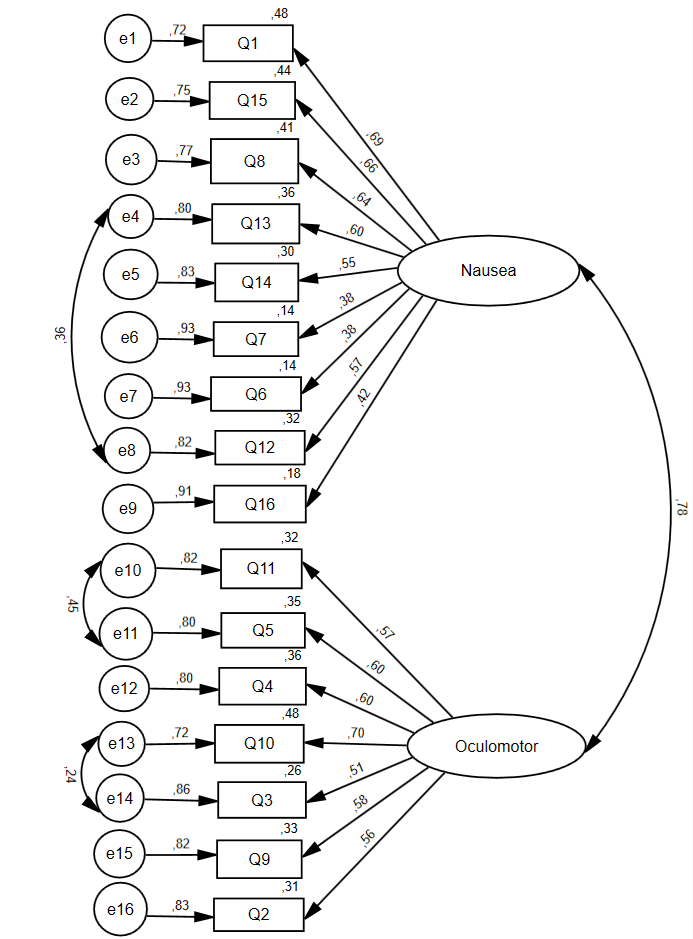 ,48
e1 ,72 Q1
,44
e2 ,75 Q15
,41
e3 ,77 Q8
,36
e4 ,80 Q13
,30
e5 ,83 Q14
,14
e6 ,93 Q7
,14
e7 ,93 Q6
,32
e8 ,82 Q12
,18
e9 ,91 Q16
,36
,69
,66
,64
,60
,55
,38
,38
,57
,42
Nausea
,78
,32
e10 ,82 Q11
,35
e11 ,80 Q5
,36
e12 ,80 Q4
,48
e13 ,72 Q10
,26
e14 ,86 Q3
,33
e15 ,82 Q9
,31
e16 ,83 Q2
,45
,24
,57
,60
,60
,70
,51
,58
,56
Oculomotor